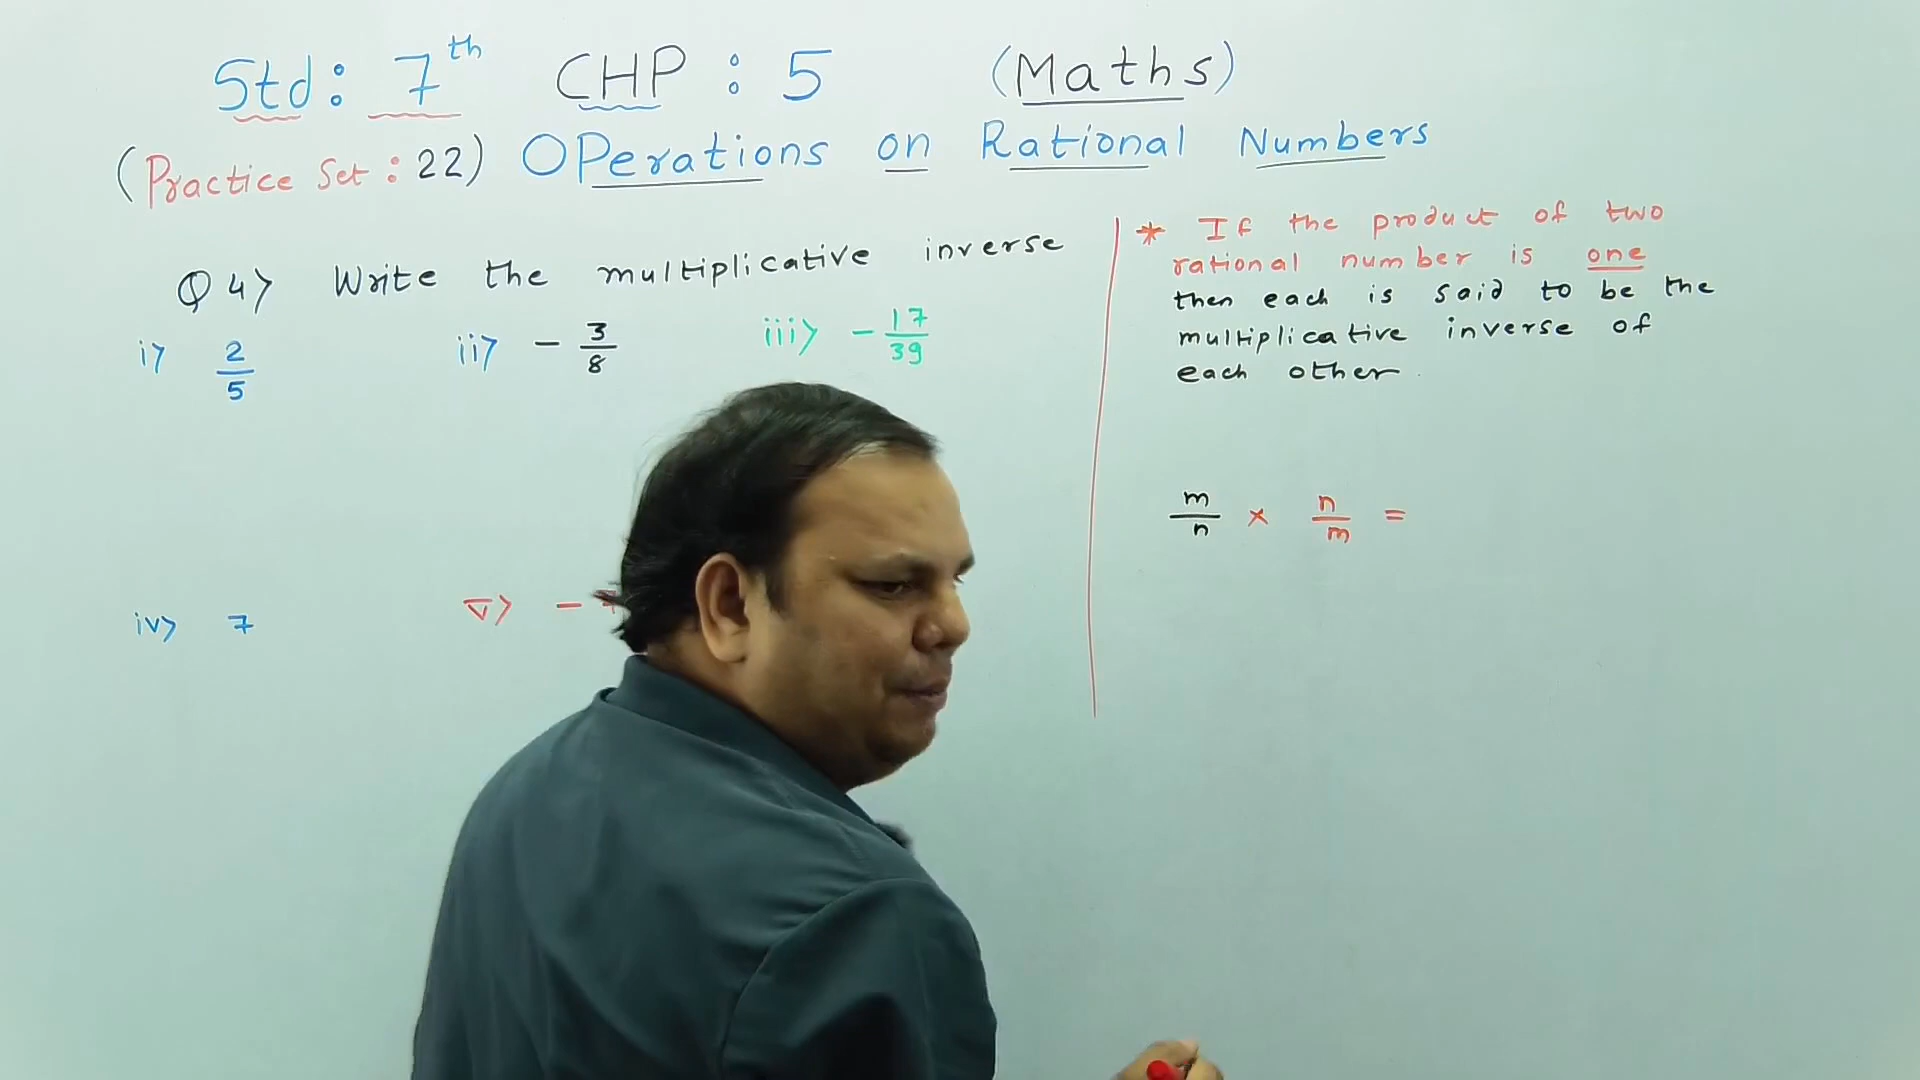 Std: 7th CHP : 5 (Maths)
(Practice Set : 22) OPerations on Rational Numbers
Q 4> Write the multiplicative inverse
i> 2/5 ii> - 3/8 iii> - 17/39
iv> 7 v> -
* If the product of two
rational number is one
then each is said to be the
multiplicative inverse of
each other.
m/n × n/m =